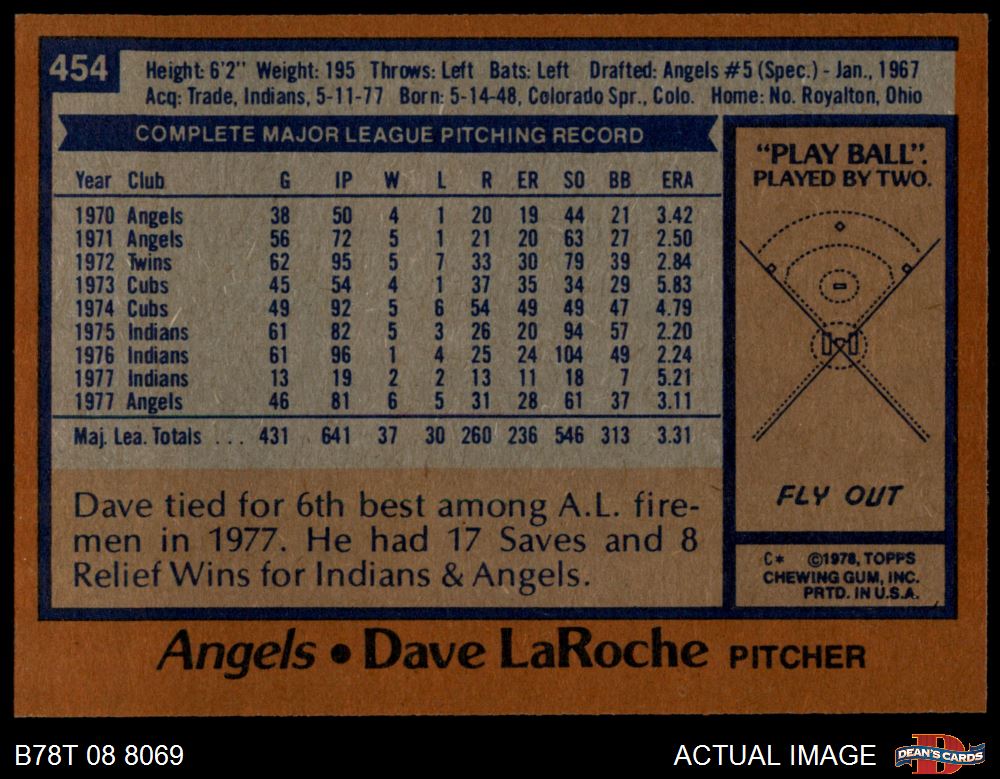 454
Height: 6'2" Weight: 195 Throws: Left Bats: Left Drafted: Angels #5 (Spec.) - Jan., 1967
Acq: Trade, Indians, 5-11-77 Born: 5-14-48, Colorado Spr., Colo. Home: No. Royalton, Ohio
COMPLETE MAJOR LEAGUE PITCHING RECORD
Year Club G IP W L R ER SO BB ERA
1970 Angels 38 50 4 1 20 19 44 21 3.42
1971 Angels 56 72 5 1 21 20 63 27 2.50
1972 Twins 62 95 5 7 33 30 79 39 2.84
1973 Cubs 45 54 4 1 37 35 34 29 5.83
1974 Cubs 49 92 5 6 54 49 49 47 4.79
1975 Indians 61 82 5 3 26 20 94 57 2.20
1976 Indians 61 96 1 4 25 24 104 49 2.24
1977 Indians 13 19 2 2 13 11 18 7 5.21
1977 Angels 46 81 6 5 31 28 61 37 3.11
Maj. Lea. Totals ... 431 641 37 30 260 236 546 313 3.31
Dave tied for 6th best among A.L. fire-
men in 1977. He had 17 Saves and 8
Relief Wins for Indians & Angels.
"PLAY BALL".
PLAYED BY TWO.
FLY OUT
C* ©1978, TOPPS
CHEWING GUM, INC.
PRTD. IN U.S.A.
Angels • Dave LaRoche PITCHER
B78T 08 8069
ACTUAL IMAGE
DEAN'S CARDS